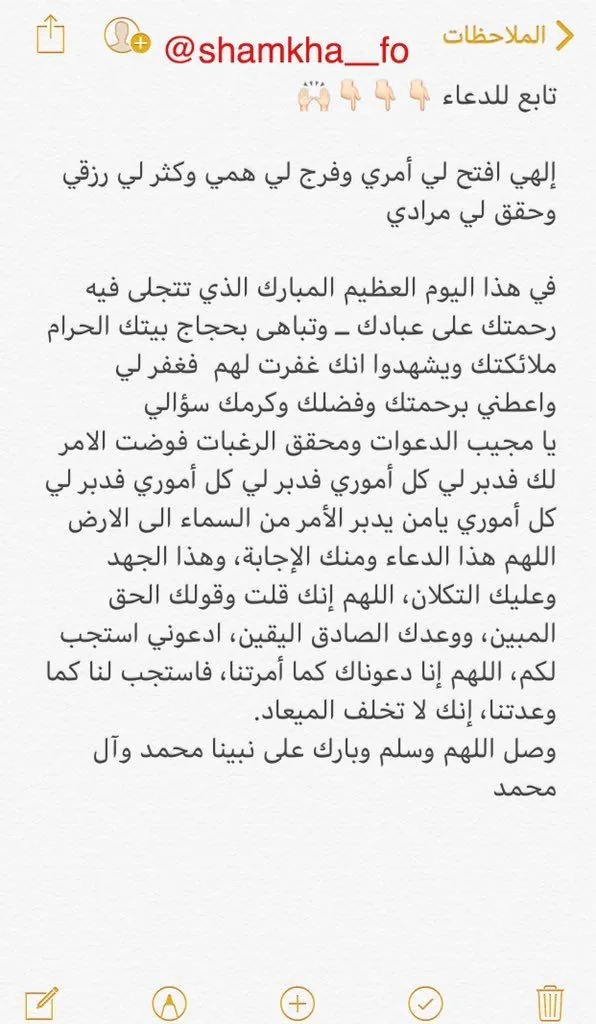 الملاحظات
@shamkha__fo
تابع للدعاء 👇🏻👇🏻👇🏻🙌🏻
إلهي افتح لي أمري وفرج لي همي وكثر لي رزقي
وحقق لي مرادي
في هذا اليوم العظيم المبارك الذي تتجلى فيه
رحمتك على عبادك ــ وتباهى بحجاج بيتك الحرام
ملائكتك ويشهدوا انك غفرت لهم  فغفر لي
واعطني برحمتك وفضلك وكرمك سؤالي
يا مجيب الدعوات ومحقق الرغبات فوضت الامر
لك فدبر لي كل أموري فدبر لي كل أموري فدبر لي
كل أموري يامن يدبر الأمر من السماء الى الارض
اللهم هذا الدعاء ومنك الإجابة، وهذا الجهد
وعليك التكلان، اللهم إنك قلت وقولك الحق
المبين، ووعدك الصادق اليقين، ادعوني استجب
لكم، اللهم إنا دعوناك كما أمرتنا، فاستجب لنا كما
وعدتنا، إنك لا تخلف الميعاد.
وصل اللهم وسلم وبارك على نبينا محمد وآل
محمد